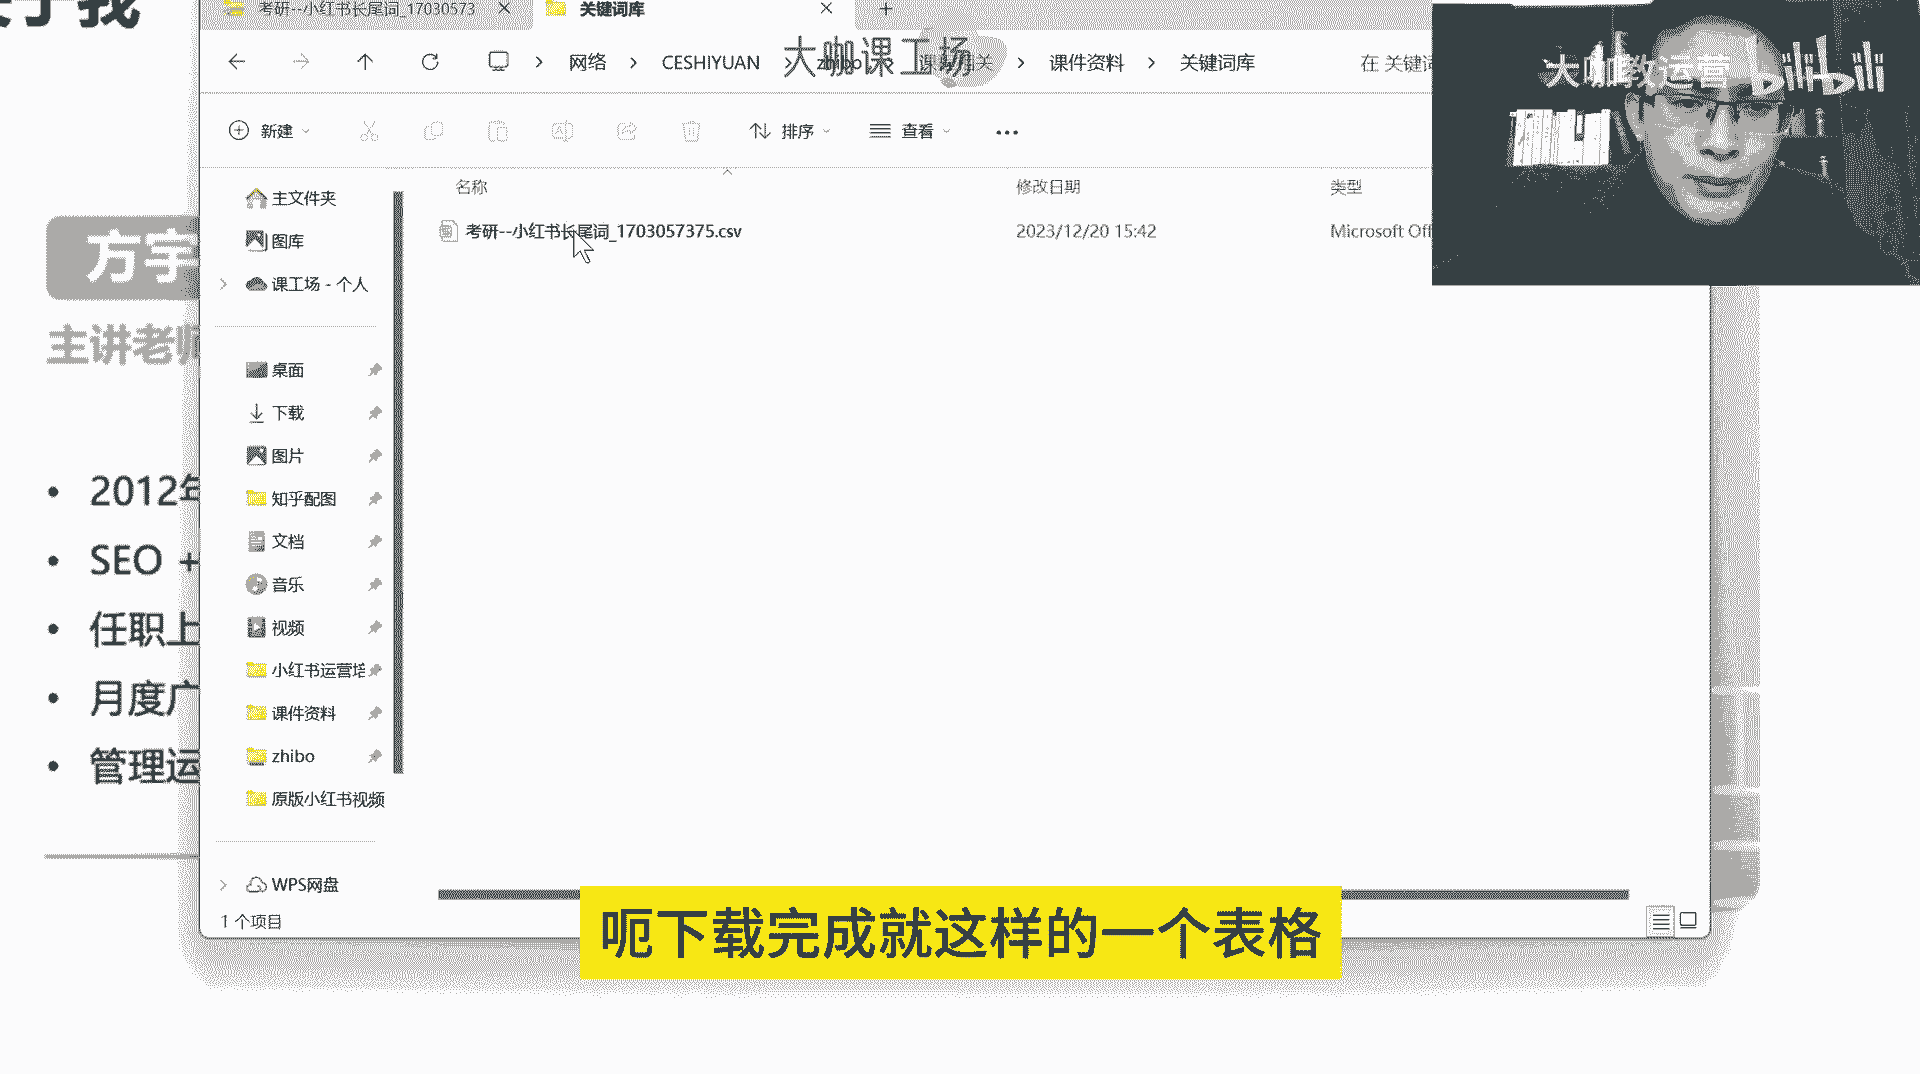 关于我
考研--小红书长尾词_17030573
关键词库
网络
CESHIYUAN
zhibo
课件资料
关键词库
在 关键词
大咖课工场
大咖教运营
bilibili
新建
排序
查看
名称
修改日期
类型
考研--小红书长尾词_1703057375.csv
2023/12/20 15:42
Microsoft Off
主文件夹
图库
课工场 - 个人
桌面
下载
图片
知乎配图
文档
音乐
视频
小红书运营培
课件资料
zhibo
原版小红书视频
WPS网盘
1 个项目
方宇
主讲老师
• 2012年
• SEO +
• 任职上
• 月度广
• 管理运
呃下载完成就这样的一个表格